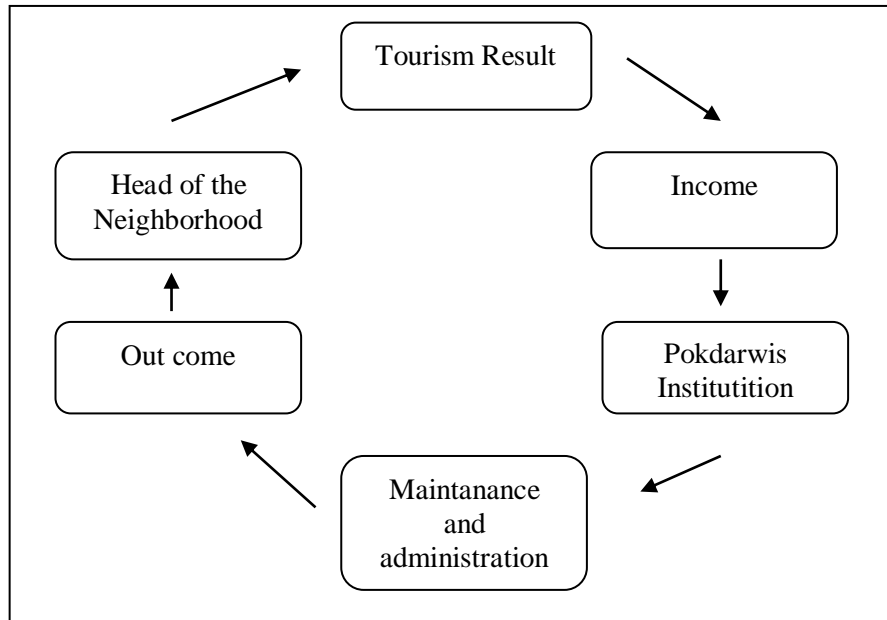 Tourism Result
Head of the
Neighborhood
Income
Out come
Pokdarwis
Institutition
Maintanance
and
administration